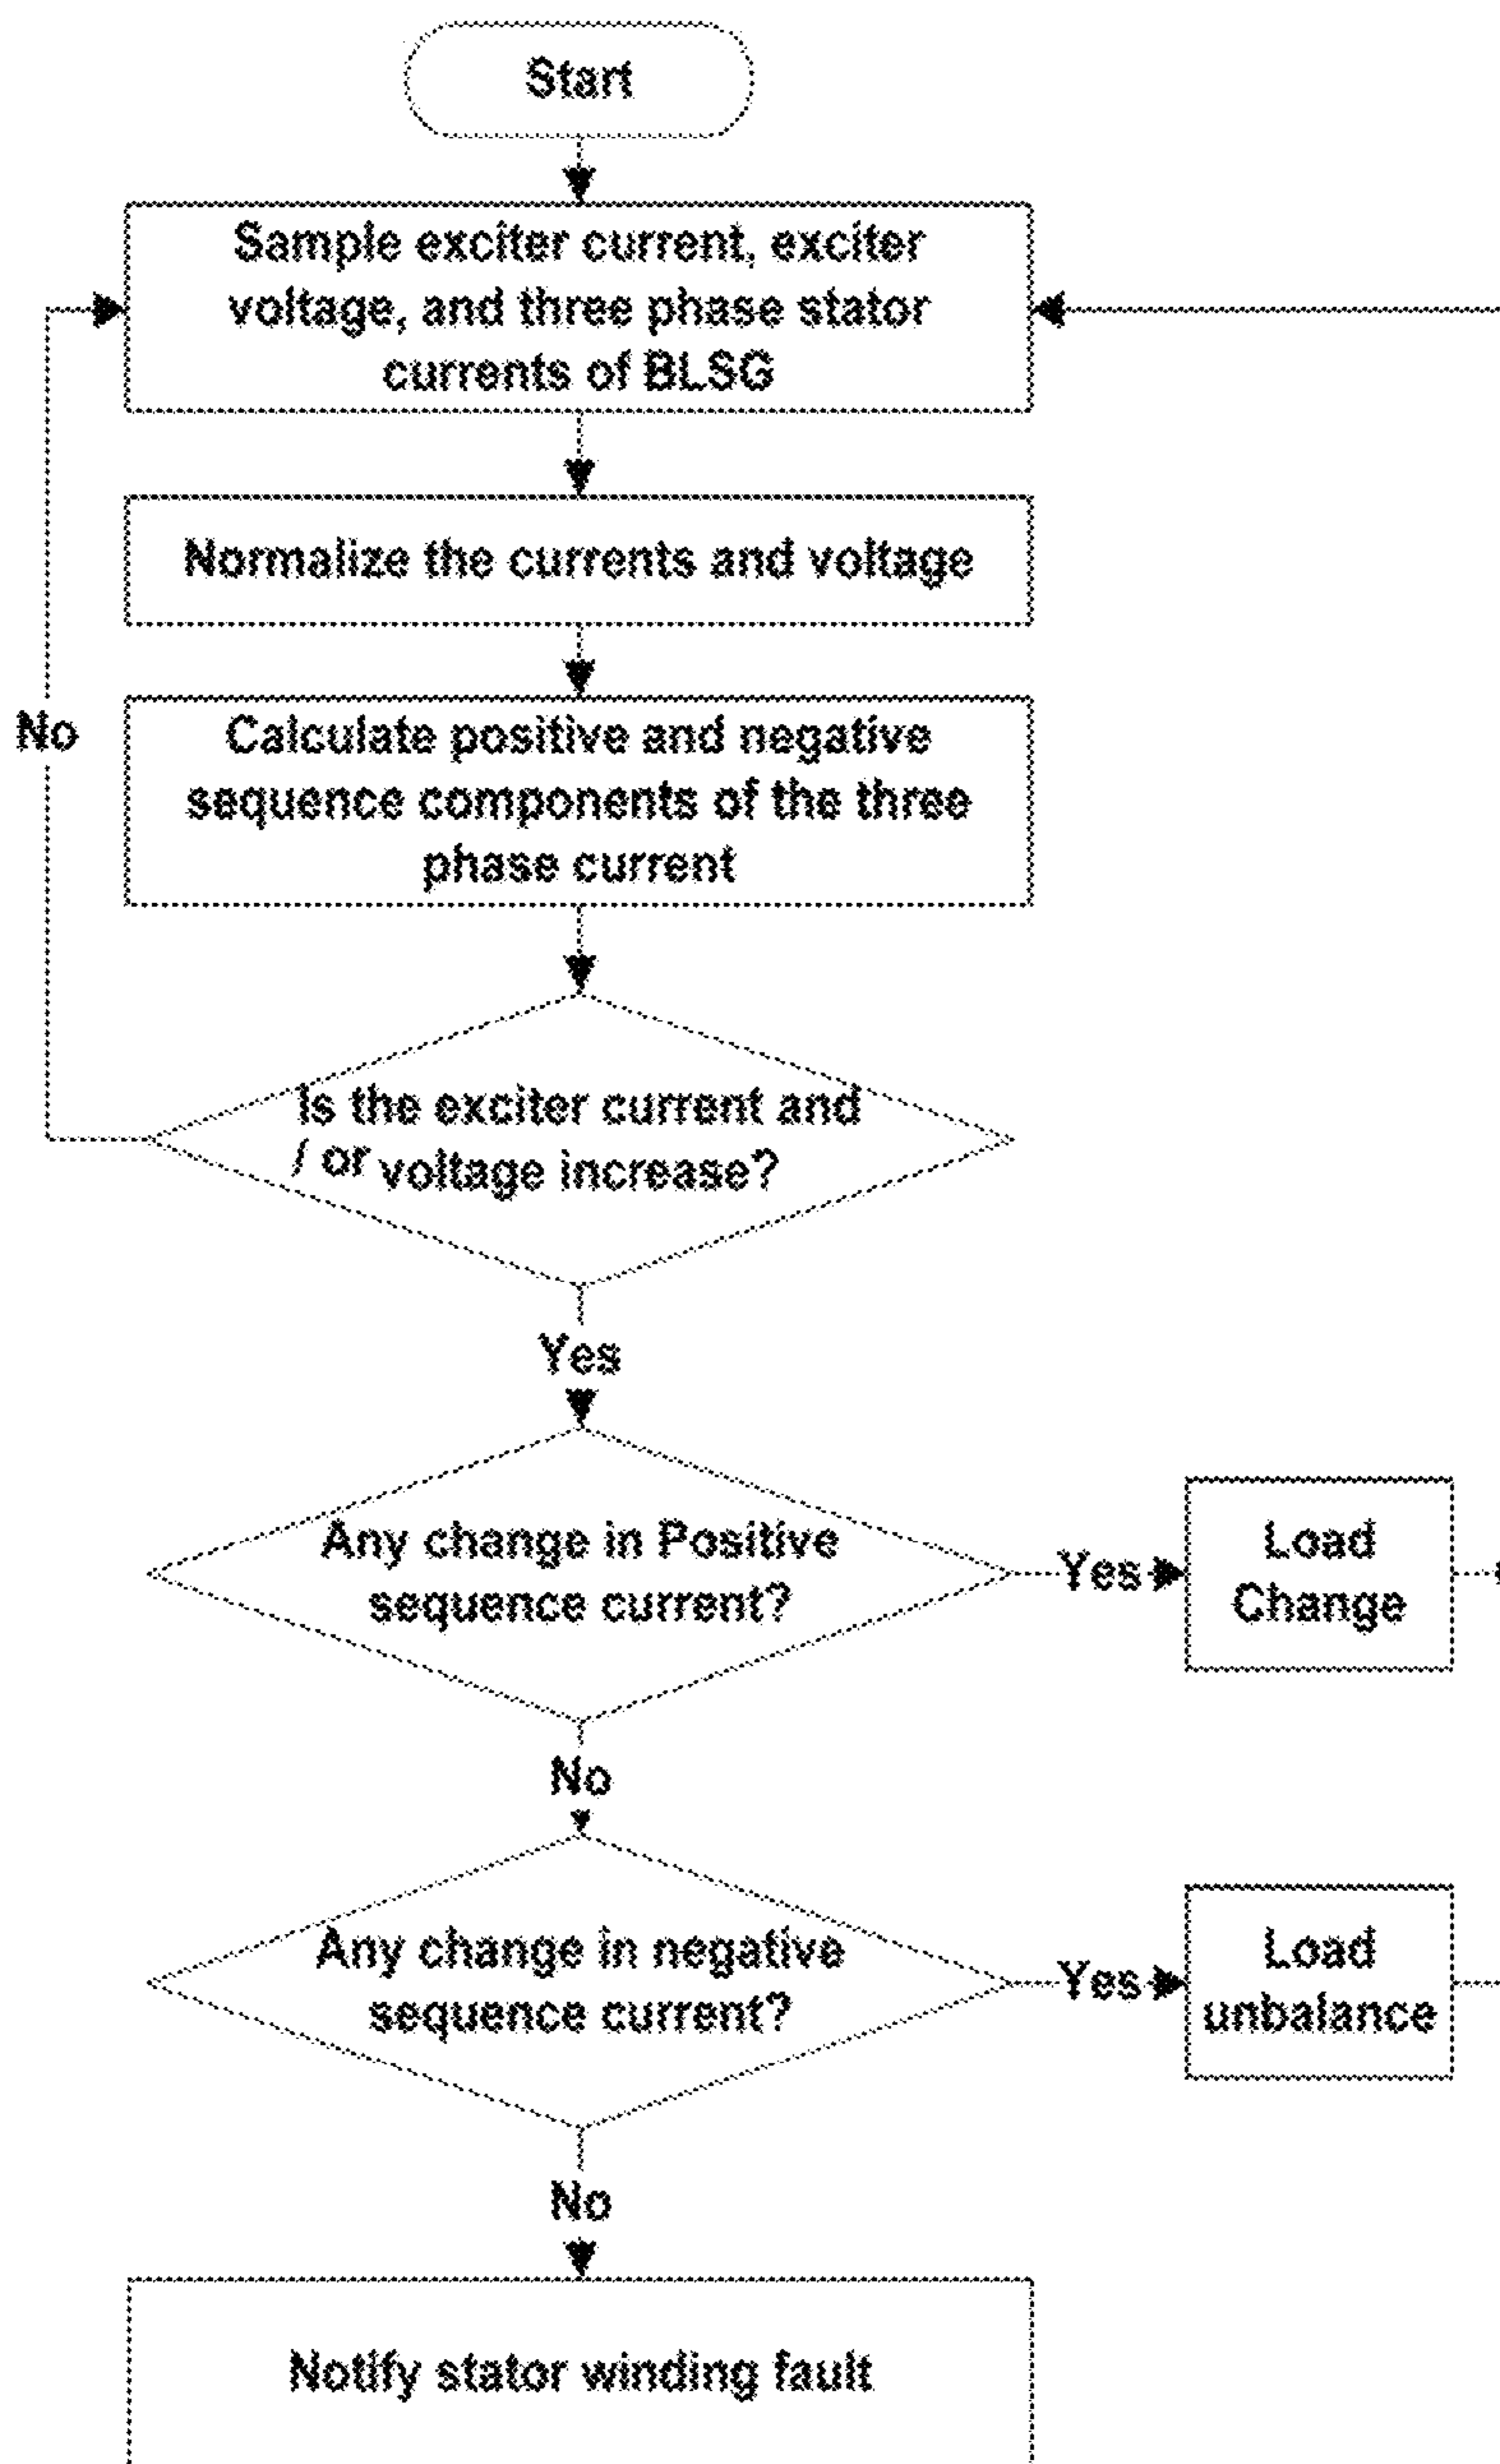 Start
Sample exciter current, exciter
voltage, and three phase stator
currents of BLSG
Normalize the currents and voltage
No
Calculate positive and negative
sequence components of the three
phase current
Is the exciter current and
/ or voltage increase?
Yes
Any change in Positive
sequence current?
Yes
Load
Change
No
Any change in negative
sequence current?
Yes
Load
unbalance
No
Notify stator winding fault